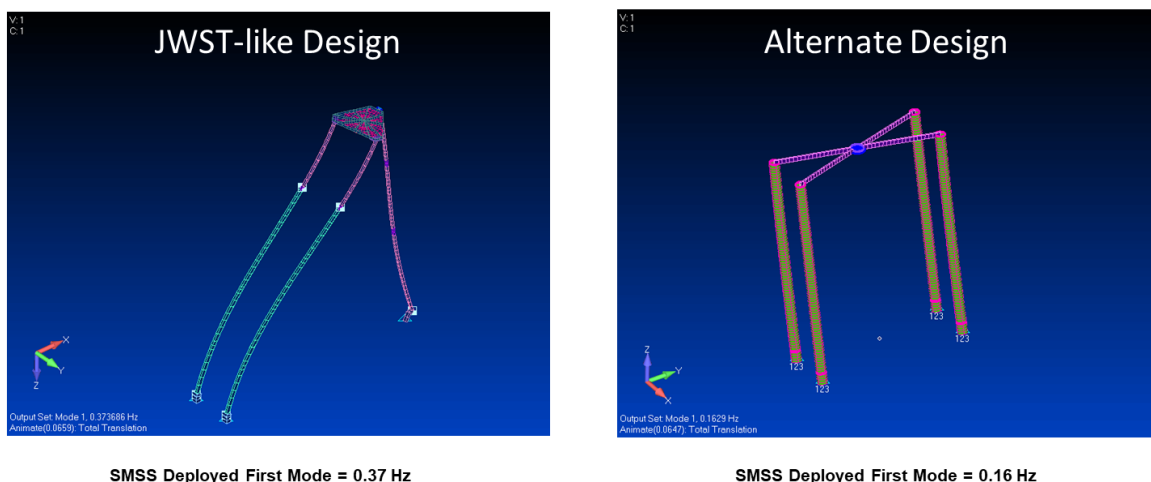 V: 1
C: 1
JWST-like Design
X
Y
Z
Output Set: Mode 1, 0.373686 Hz
Animate(0.0659): Total Translation
SMSS Deployed First Mode = 0.37 Hz
V: 1
C: 1
Alternate Design
123
123
123
123
Z
Y
X
Output Set: Mode 1, 0.1629 Hz
Animate(0.0647): Total Translation
SMSS Deployed First Mode = 0.16 Hz